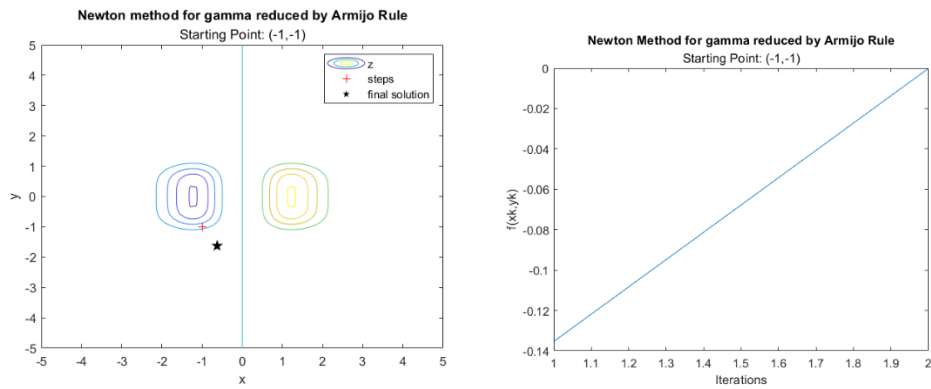 Newton method for gamma reduced by Armijo Rule
Starting Point: (-1,-1)
5
4
3
2
1
0
-1
-2
-3
-4
-5
y
-5 -4 -3 -2 -1 0 1 2 3 4 5
x
z
steps
final solution
Newton Method for gamma reduced by Armijo Rule
Starting Point: (-1,-1)
0
-0.02
-0.04
-0.06
-0.08
-0.1
-0.12
-0.14
f(xk,yk)
1 1.1 1.2 1.3 1.4 1.5 1.6 1.7 1.8 1.9 2
Iterations